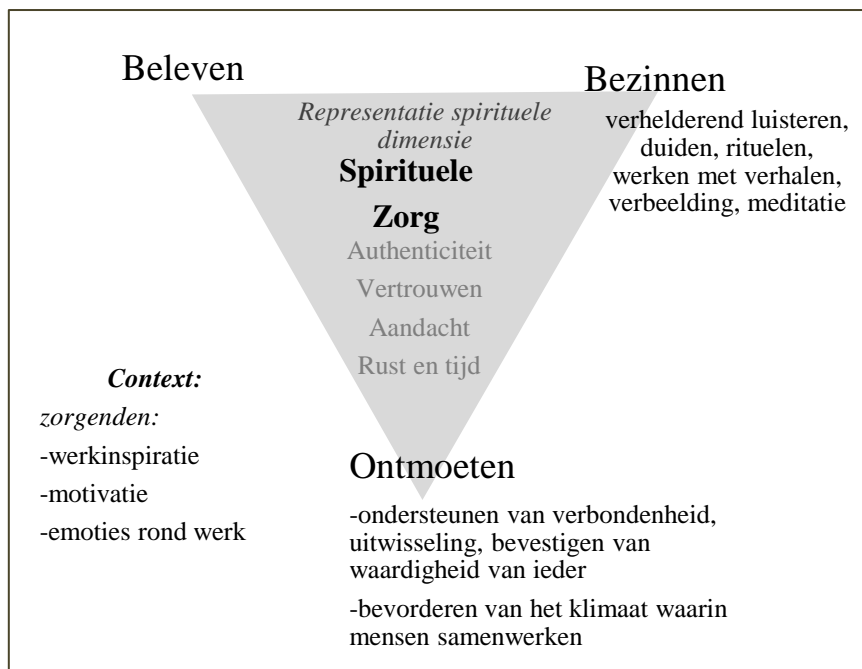 Beleven
Bezinnen
Representatie spirituele
dimensie
Spirituele
Zorg
Authenticiteit
Vertrouwen
Aandacht
Rust en tijd
verhelderend luisteren,
duiden, rituelen,
werken met verhalen,
verbeelding, meditatie
Context:
zorgenden:
-werkinspiratie
-motivatie
-emoties rond werk
Ontmoeten
-ondersteunen van verbondenheid,
uitwisseling, bevestigen van
waardigheid van ieder
-bevorderen van het klimaat waarin
mensen samenwerken